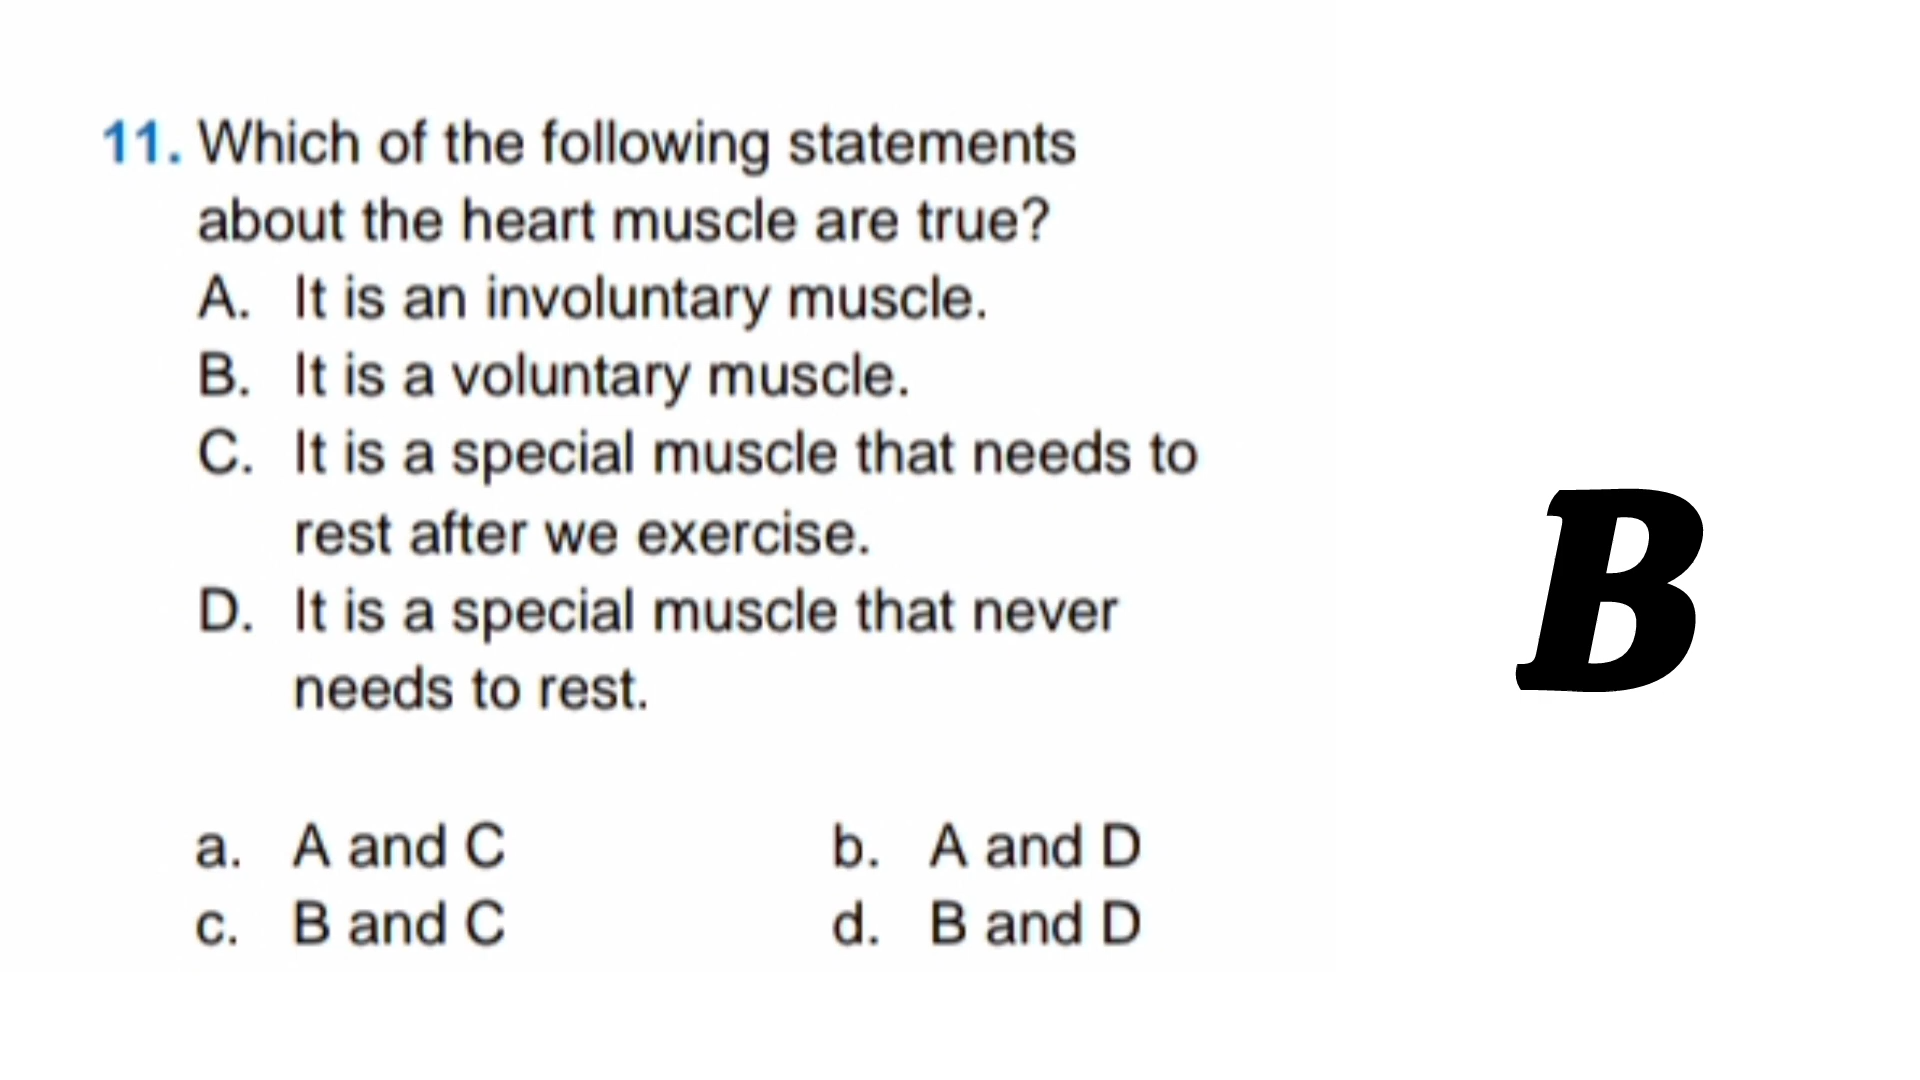 11. Which of the following statements
about the heart muscle are true?
A. It is an involuntary muscle.
B. It is a voluntary muscle.
C. It is a special muscle that needs to
rest after we exercise.
D. It is a special muscle that never
needs to rest.
B
a. A and C b. A and D
c. B and C d. B and D